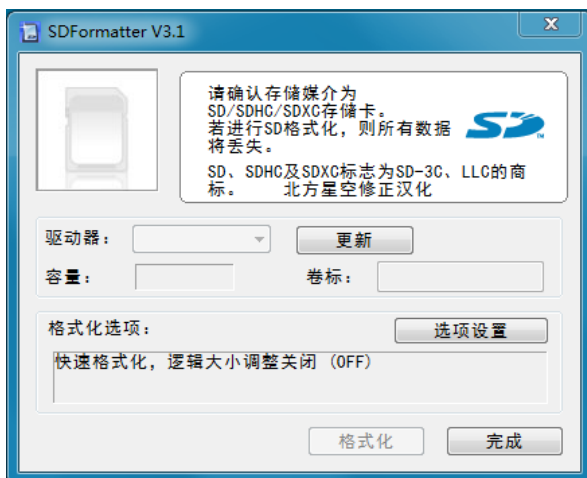 SDFormatter V3.1
请确认存储媒介为
SD/SDHC/SDXC存储卡。
若进行SD格式化，则所有数据
将丢失。
SD、SDHC及SDXC标志为SD-3C、LLC的商
标。 北方星空修正汉化
SD
TM
驱动器：
更新
容量：
卷标：
格式化选项：
选项设置
快速格式化，逻辑大小调整关闭 (OFF)
格式化
完成